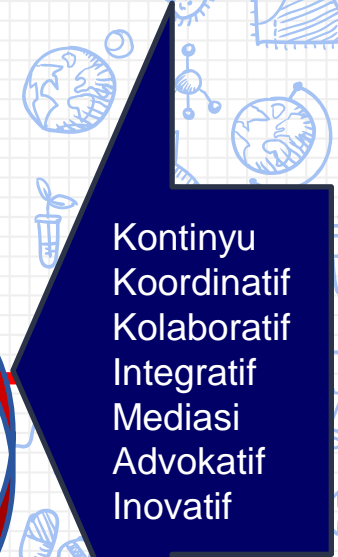 Kontinyu
Koordinatif
Kolaboratif
Integratif
Mediasi
Advokatif
Inovatif